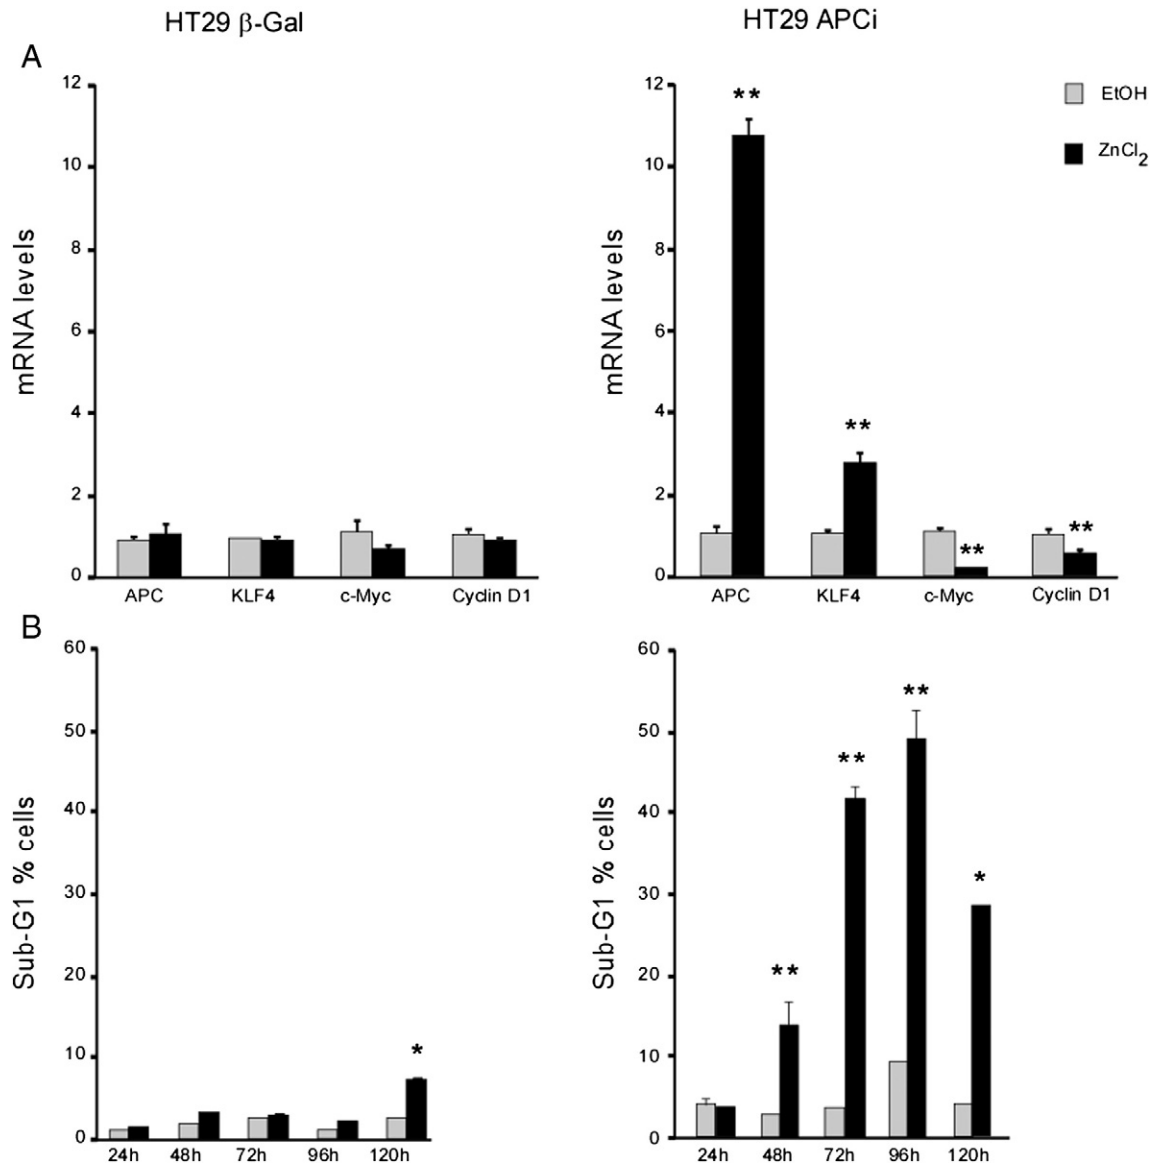 HT29 β-Gal
HT29 APCi
A
12
10
8
6
4
2
0
mRNA levels
APC KLF4 c-Myc Cyclin D1
12
10
8
6
4
2
0
mRNA levels
** ** ** **
APC KLF4 c-Myc Cyclin D1
EtOH
ZnCl2
B
60
50
40
30
20
10
0
Sub-G1 % cells
*
24h 48h 72h 96h 120h
60
50
40
30
20
10
0
Sub-G1 % cells
** ** ** *
24h 48h 72h 96h 120h